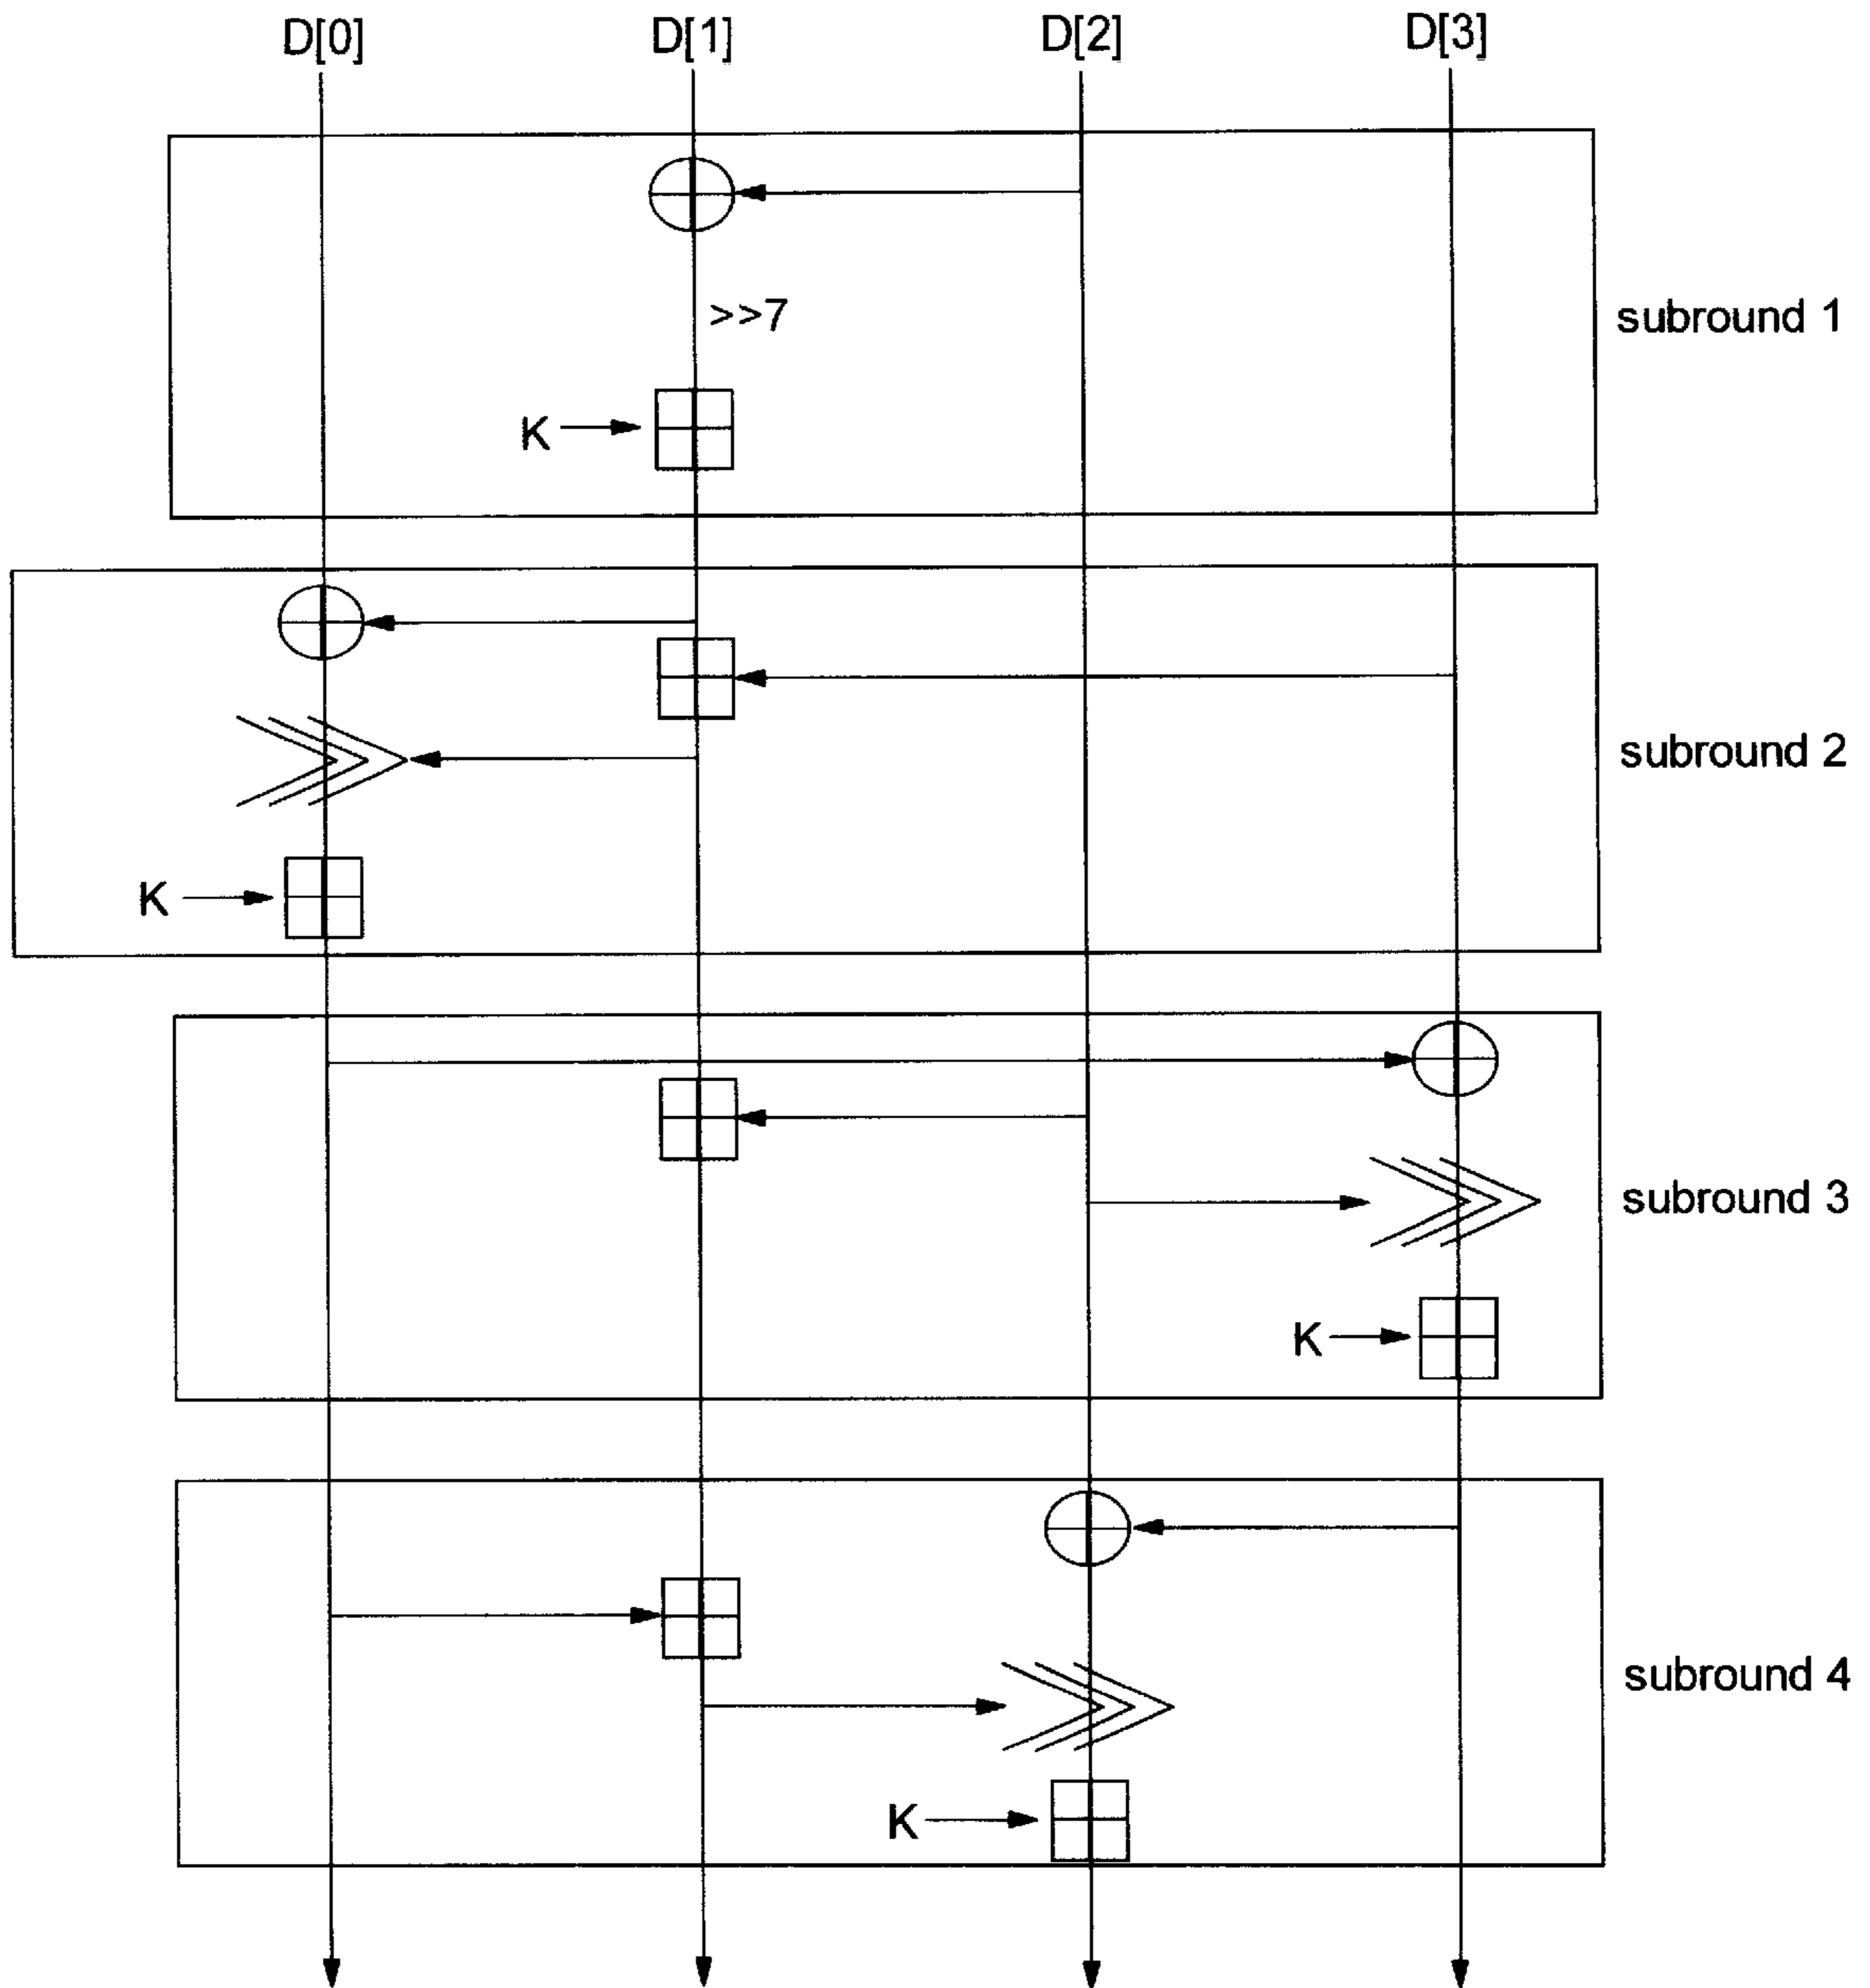 D[0] D[1] D[2] D[3]
>>7
subround 1
K
subround 2
K
subround 3
K
subround 4
K